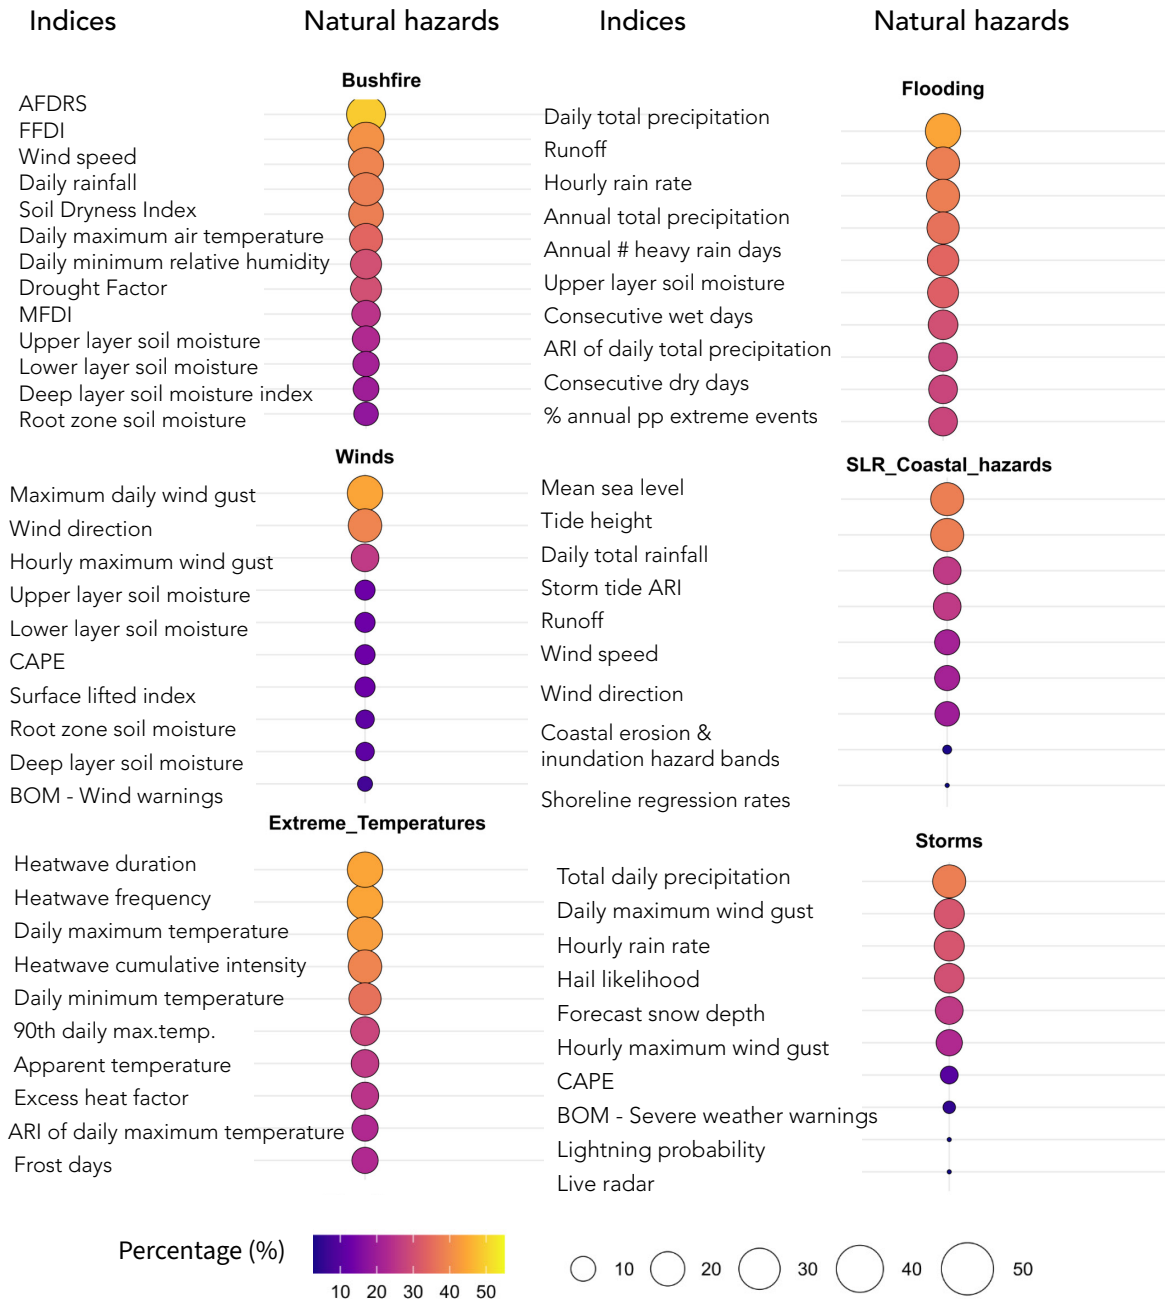 Indices
Natural hazards
Indices
Natural hazards
Bushfire
AFDRS
FFDI
Wind speed
Daily rainfall
Soil Dryness Index
Daily maximum air temperature
Daily minimum relative humidity
Drought Factor
MFDI
Upper layer soil moisture
Lower layer soil moisture
Deep layer soil moisture index
Root zone soil moisture
Flooding
Daily total precipitation
Runoff
Hourly rain rate
Annual total precipitation
Annual # heavy rain days
Upper layer soil moisture
Consecutive wet days
ARI of daily total precipitation
Consecutive dry days
% annual pp extreme events
Winds
Maximum daily wind gust
Wind direction
Hourly maximum wind gust
Upper layer soil moisture
Lower layer soil moisture
CAPE
Surface lifted index
Root zone soil moisture
Deep layer soil moisture
BOM - Wind warnings
SLR_Coastal_hazards
Mean sea level
Tide height
Daily total rainfall
Storm tide ARI
Runoff
Wind speed
Wind direction
Coastal erosion &
inundation hazard bands
Shoreline regression rates
Extreme_Temperatures
Heatwave duration
Heatwave frequency
Daily maximum temperature
Heatwave cumulative intensity
Daily minimum temperature
90th daily max.temp.
Apparent temperature
Excess heat factor
ARI of daily maximum temperature
Frost days
Storms
Total daily precipitation
Daily maximum wind gust
Hourly rain rate
Hail likelihood
Forecast snow depth
Hourly maximum wind gust
CAPE
BOM - Severe weather warnings
Lightning probability
Live radar
Percentage (%)
10 20 30 40 50
10 20 30 40 50